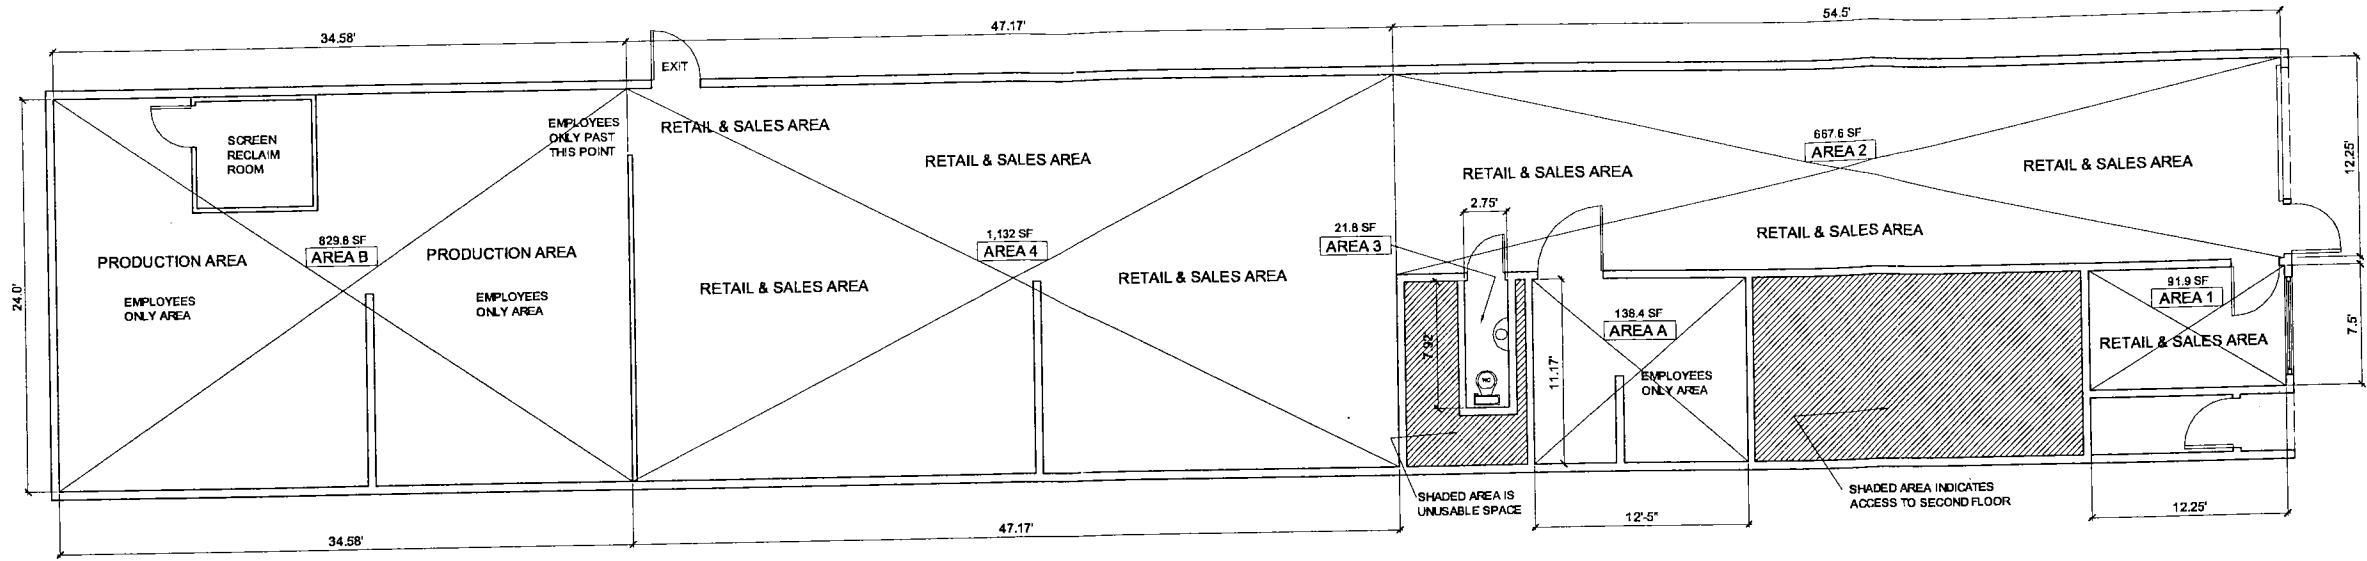 54.5'
47.17'
34.58'
EXIT
EMPLOYEES
ONLY PAST
THIS POINT
RETAIL & SALES AREA
SCREEN
RECLAIM
ROOM
667.6 SF
AREA 2
RETAIL & SALES AREA
RETAIL & SALES AREA
RETAIL & SALES AREA
12.25'
2.75'
21.8 SF
AREA 3
RETAIL & SALES AREA
1,132 SF
AREA 4
829.8 SF
AREA B
PRODUCTION AREA
PRODUCTION AREA
24.0'
EMPLOYEES
ONLY AREA
EMPLOYEES
ONLY AREA
RETAIL & SALES AREA
RETAIL & SALES AREA
91.9 SF
AREA 1
RETAIL & SALES AREA
7.5'
138.4 SF
AREA A
EMPLOYEES
ONLY AREA
7.92'
11.17'
WC
SHADED AREA IS
UNUSABLE SPACE
SHADED AREA INDICATES
ACCESS TO SECOND FLOOR
12'-5"
12.25'
47.17'
34.58'